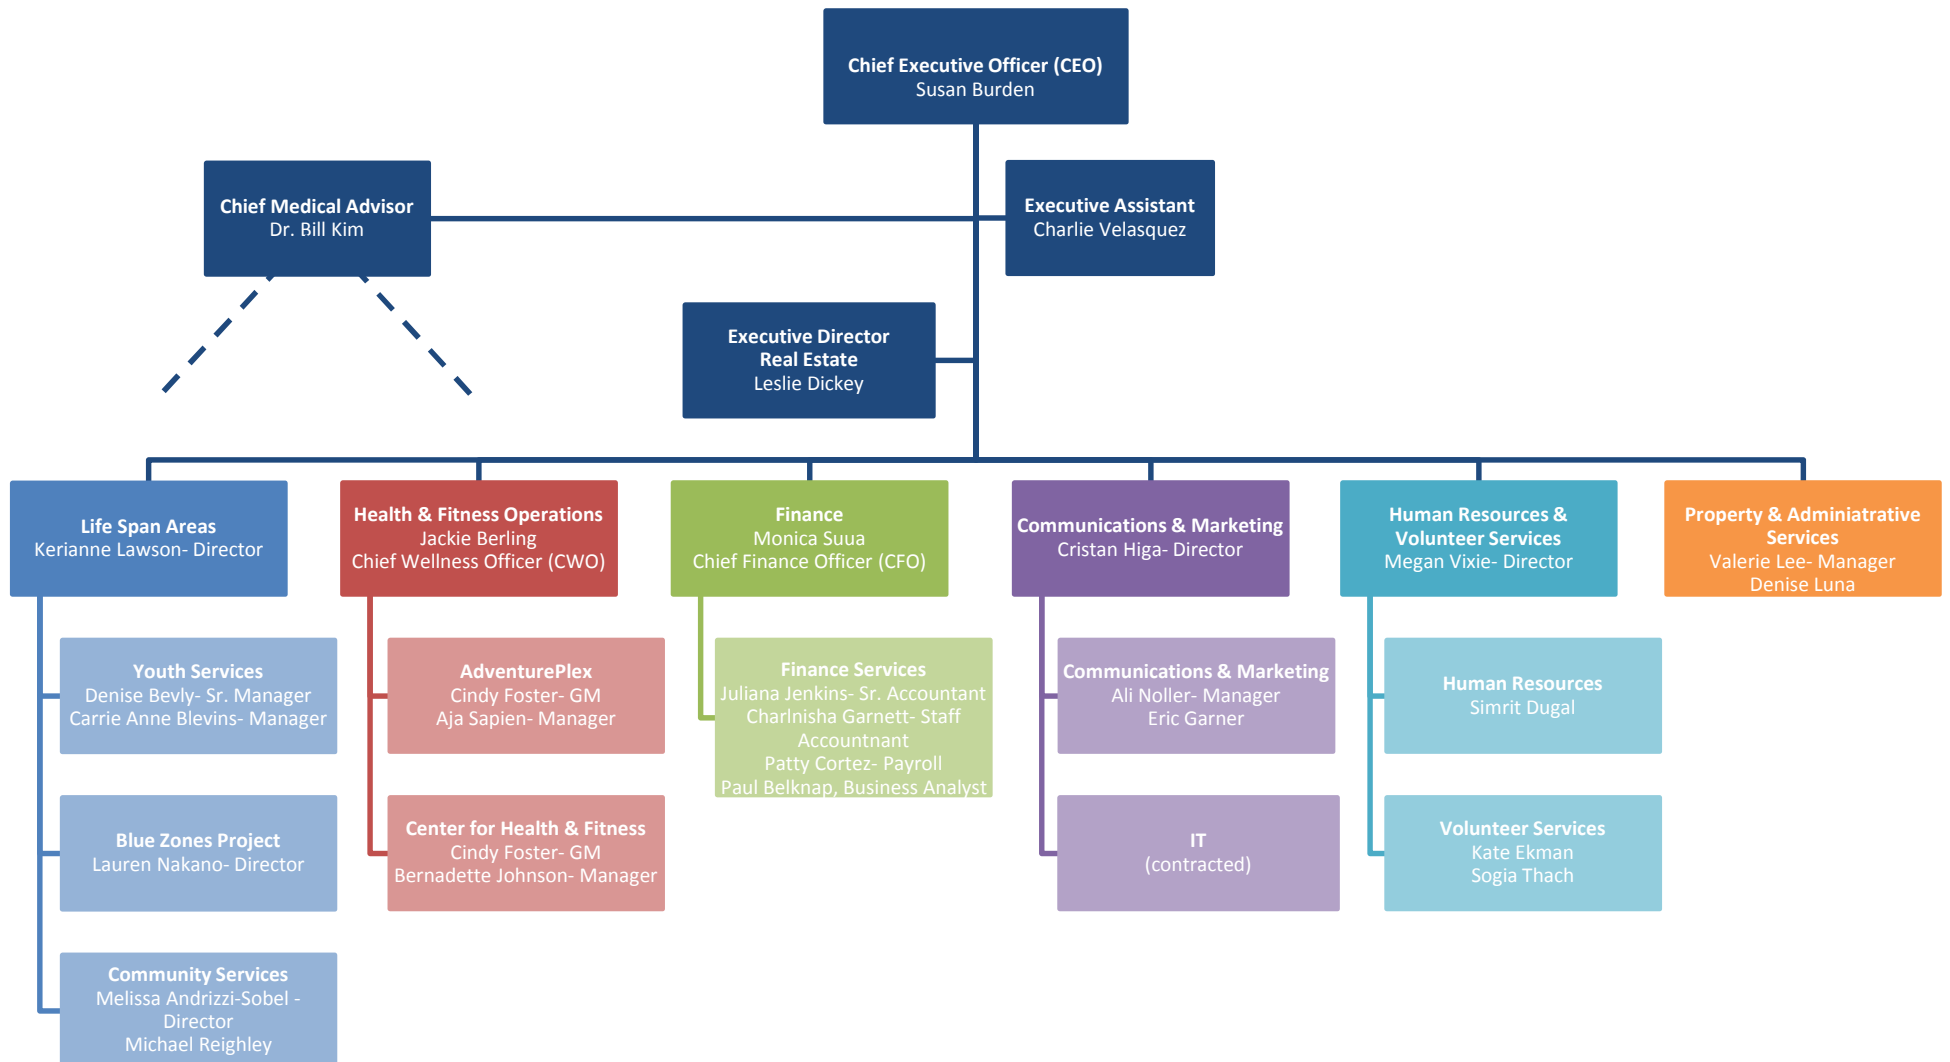 Chief Executive Officer (CEO)
Susan Burden
Chief Medical Advisor
Dr. Bill Kim
Executive Assistant
Charlie Velasquez
Executive Director
Real Estate
Leslie Dickey
Life Span Areas
Kerianne Lawson- Director
Health & Fitness Operations
Jackie Berling
Chief Wellness Officer (CWO)
Finance
Monica Suua
Chief Finance Officer (CFO)
Communications & Marketing
Cristan Higa- Director
Human Resources &
Volunteer Services
Megan Vixie- Director
Property & Adminiatrative
Services
Valerie Lee- Manager
Denise Luna
Youth Services
Denise Bevly- Sr. Manager
Carrie Anne Blevins- Manager
AdventurePlex
Cindy Foster- GM
Aja Sapien- Manager
Finance Services
Juliana Jenkins- Sr. Accountant
Charlnisha Garnett- Staff
Accountnant
Patty Cortez- Payroll
Paul Belknap, Business Analyst
Communications & Marketing
Ali Noller- Manager
Eric Garner
Human Resources
Simrit Dugal
Blue Zones Project
Lauren Nakano- Director
Center for Health & Fitness
Cindy Foster- GM
Bernadette Johnson- Manager
IT
(contracted)
Volunteer Services
Kate Ekman
Sogia Thach
Community Services
Melissa Andrizzi-Sobel -
Director
Michael Reighley